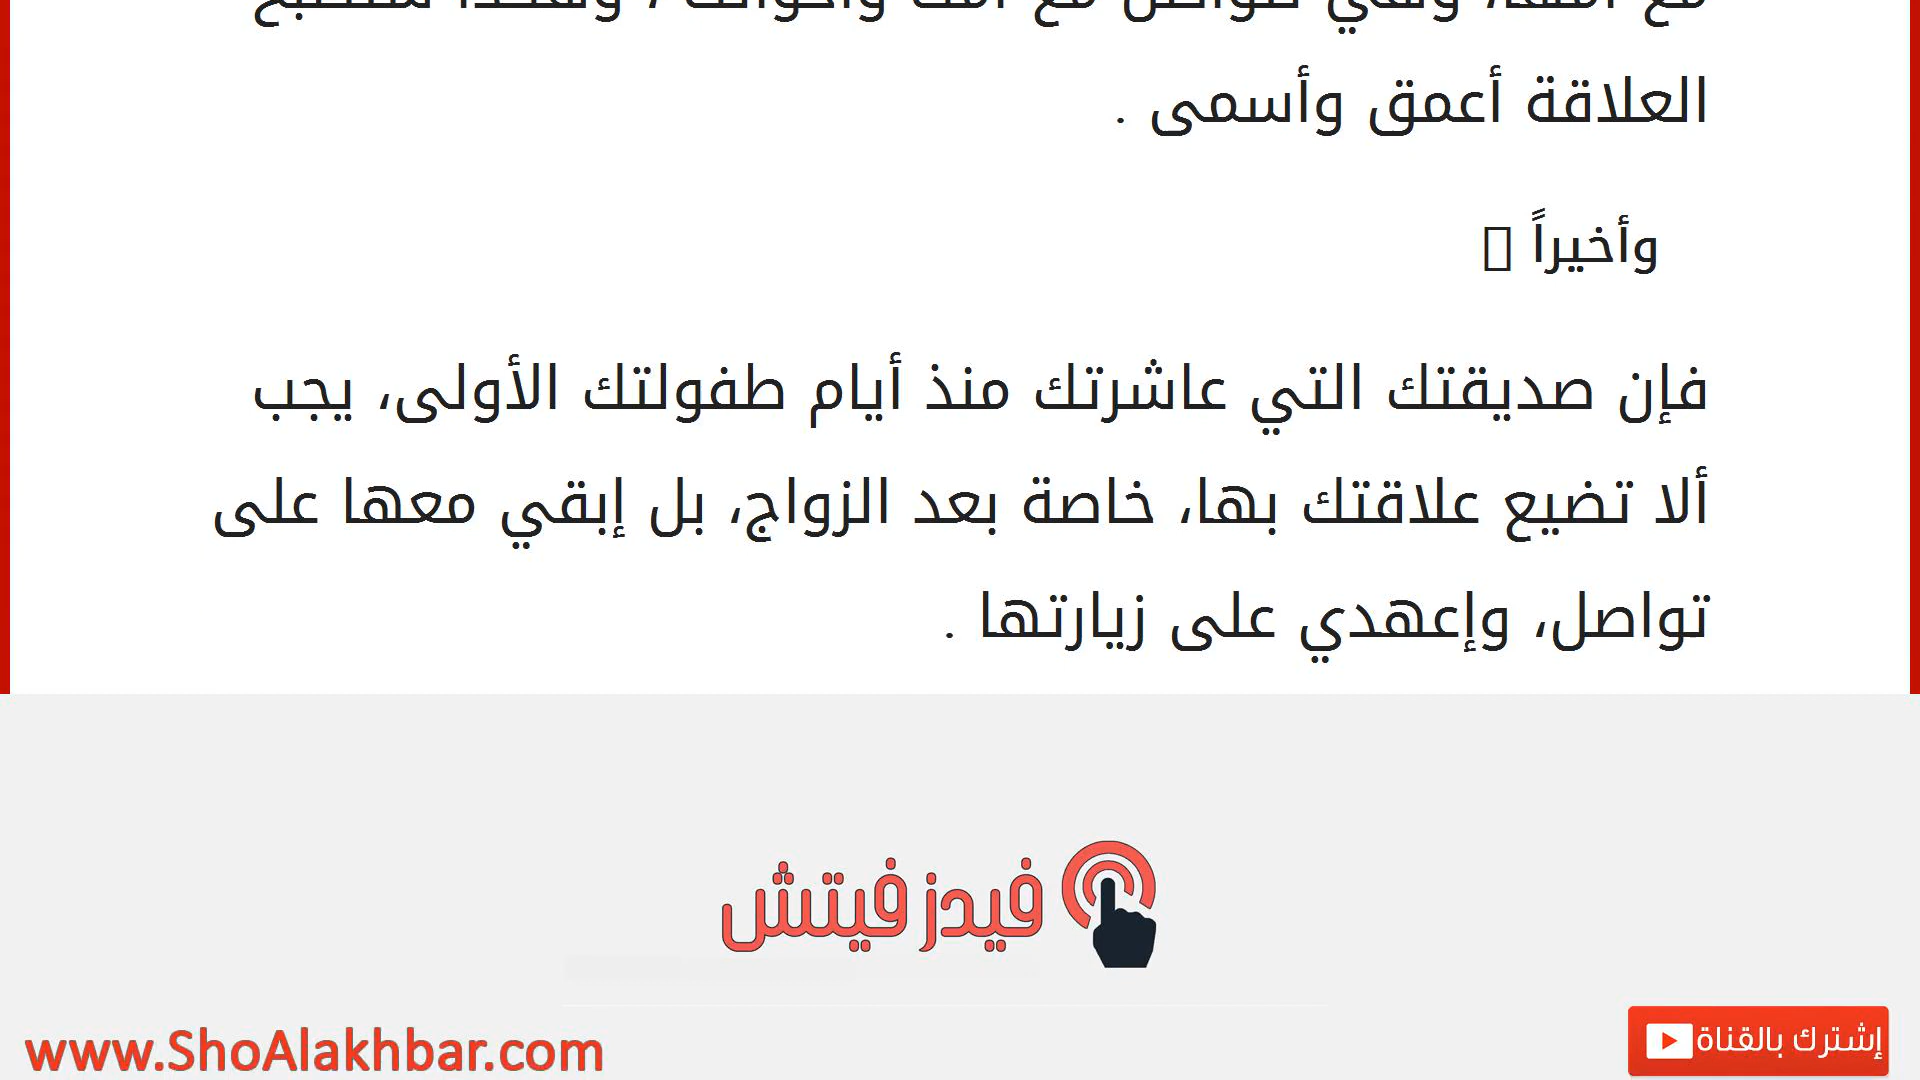 العلاقة أعمق وأسمى .
وأخيراً
فإن صديقتك التي عاشرتك منذ أيام طفولتك الأولى، يجب
ألا تضيع علاقتك بها، خاصة بعد الزواج، بل إبقي معها على
تواصل، وإعهدي على زيارتها .
فيدز فيتش
www.ShoAlakhbar.com
إشترك بالقناة